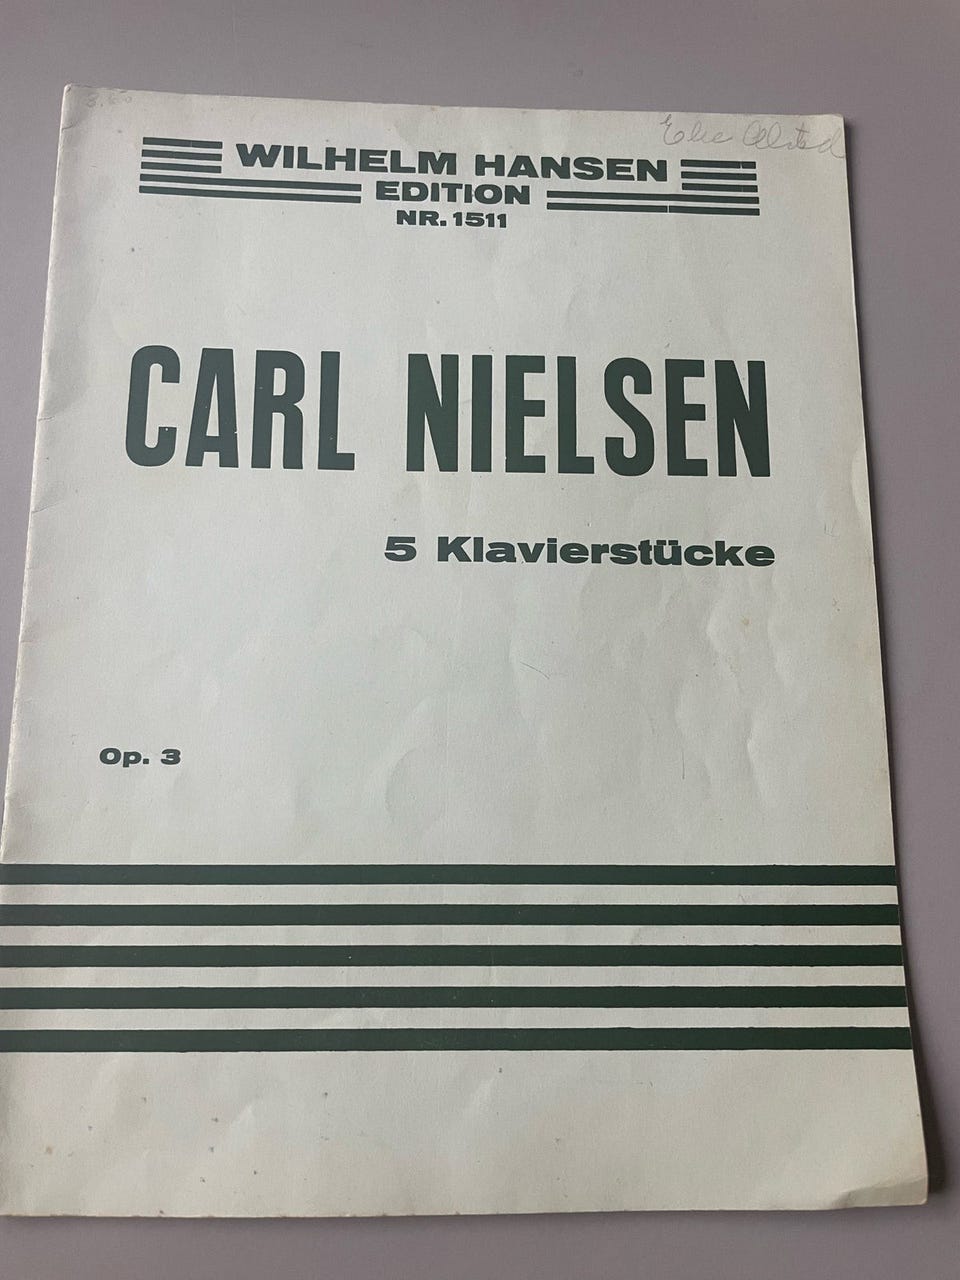 WILHELM HANSEN
EDITION
NR. 1511
CARL NIELSEN
5 Klavierstücke
Op. 3